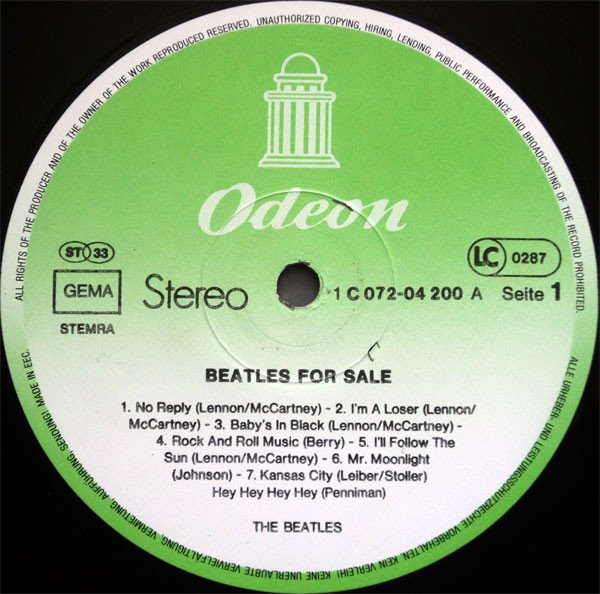 ALL RIGHTS OF THE PRODUCER AND OF THE OWNER OF THE WORK REPRODUCED RESERVED. UNAUTHORIZED COPYING, HIRING, LENDING, PUBLIC PERFORMANCE AND BROADCASTING OF THE RECORD PROHIBITED.
Odeon
ST 33
LC 0287
GEMA
Stereo
1 C 072-04 200 A
Seite 1
STEMRA
BEATLES FOR SALE
1. No Reply (Lennon/McCartney) - 2. I'm A Loser (Lennon/
McCartney) - 3. Baby's In Black (Lennon/McCartney) -
- 4. Rock And Roll Music (Berry) - 5. I'll Follow The
Sun (Lennon/McCartney) - 6. Mr. Moonlight
(Johnson) - 7. Kansas City (Leiber/Stoller)
Hey Hey Hey Hey (Penniman)
THE BEATLES
ALLE URHEBER- UND LEISTUNGSSCHUTZRECHTE VORBEHALTEN. KEIN VERLEIH! KEINE UNERLAUBTE VERVIELFÄLTIGUNG, VERMIETUNG, AUFFÜHRUNG, SENDUNG! MADE IN EEC.